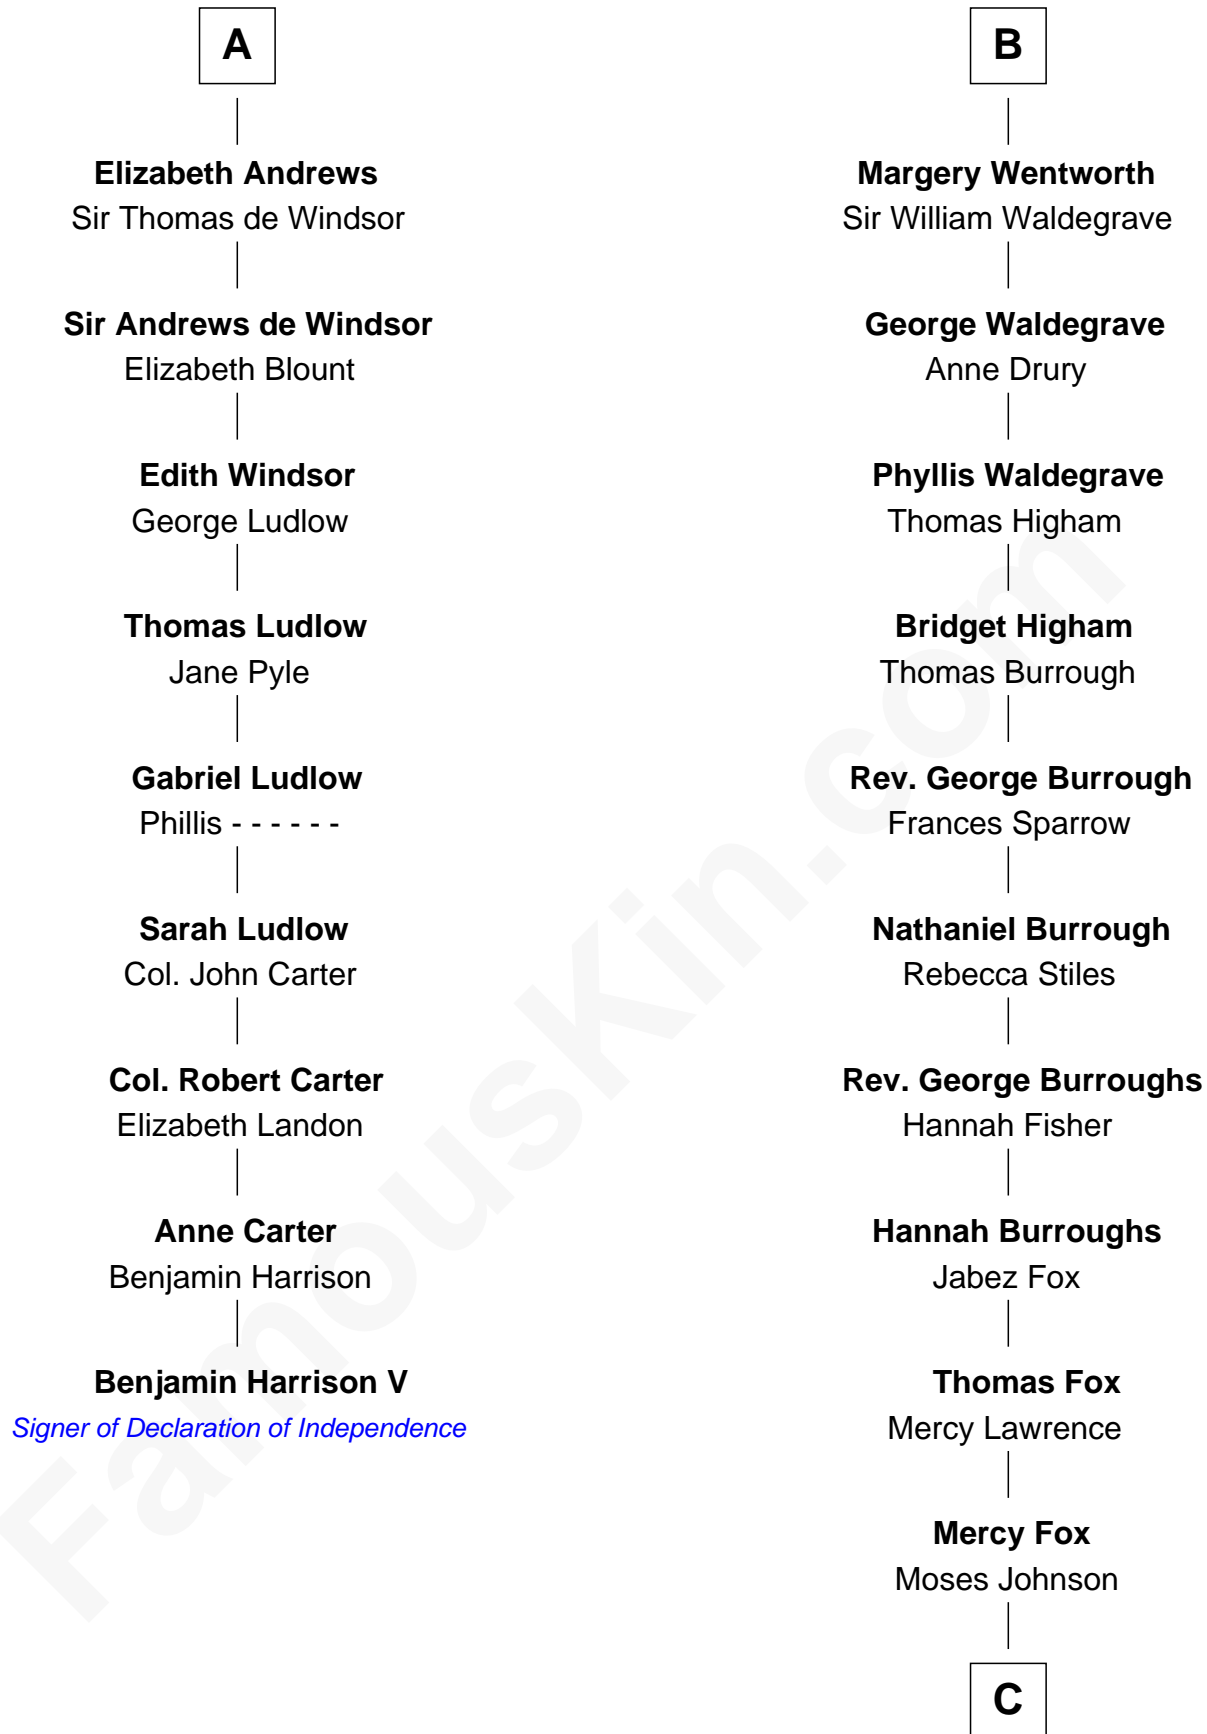 A
Elizabeth Andrews
Sir Thomas de Windsor
Sir Andrews de Windsor
Elizabeth Blount
Edith Windsor
George Ludlow
Thomas Ludlow
Jane Pyle
Gabriel Ludlow
Phillis - - - - - -
Sarah Ludlow
Col. John Carter
Col. Robert Carter
Elizabeth Landon
Anne Carter
Benjamin Harrison
Benjamin Harrison V
Signer of Declaration of Independence
B
Margery Wentworth
Sir William Waldegrave
George Waldegrave
Anne Drury
Phyllis Waldegrave
Thomas Higham
Bridget Higham
Thomas Burrough
Rev. George Burrough
Frances Sparrow
Nathaniel Burrough
Rebecca Stiles
Rev. George Burroughs
Hannah Fisher
Hannah Burroughs
Jabez Fox
Thomas Fox
Mercy Lawrence
Mercy Fox
Moses Johnson
C
FamousKin.com